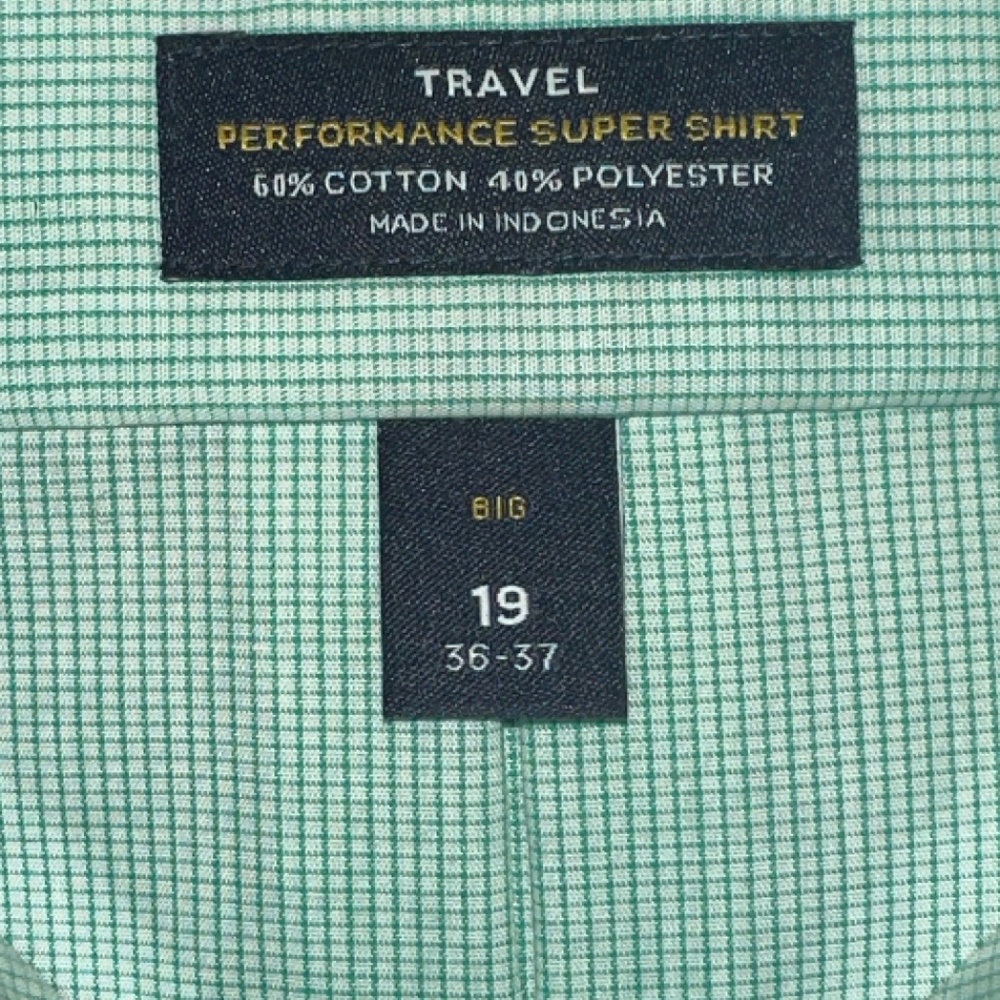 TRAVEL
PERFORMANCE SUPER SHIRT
60% COTTON 40% POLYESTER
MADE IN INDONESIA
BIG
19
36-37